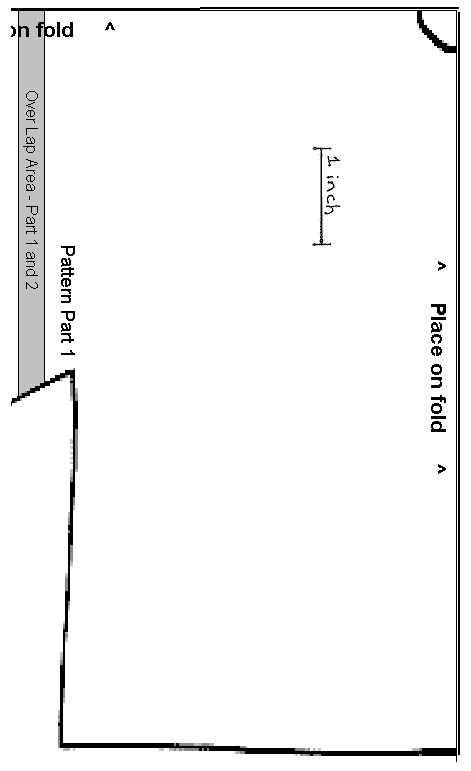 on fold ^
Over Lap Area - Part 1 and 2
Pattern Part 1
1 inch
^ Place on fold ^